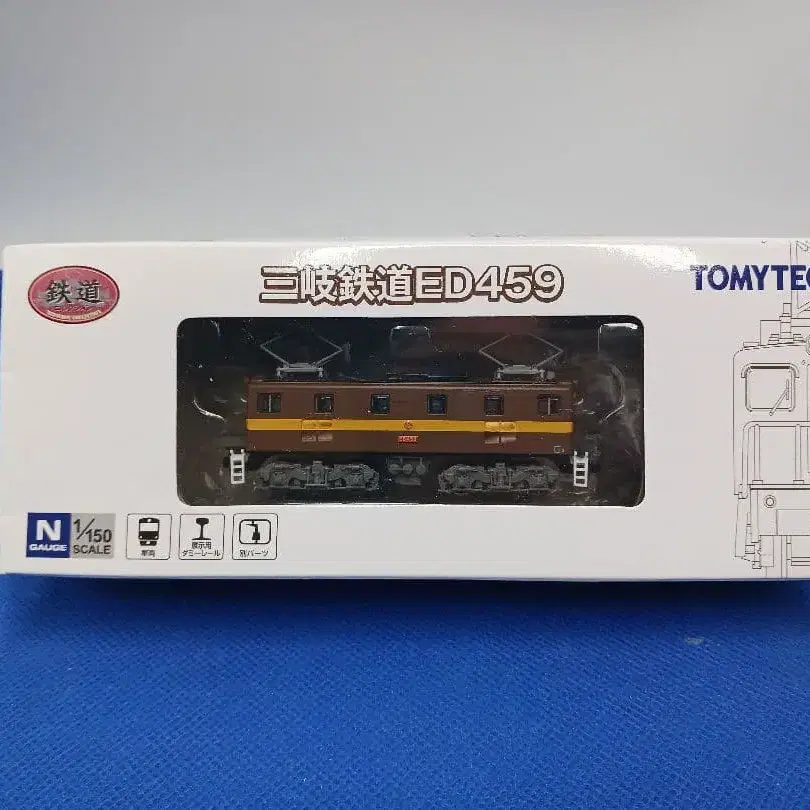 鉄道
三岐鉄道ED459
TOMYTEC
N
GAUGE
1/150
SCALE
車両
展示用
ダミーレール
別パーツ